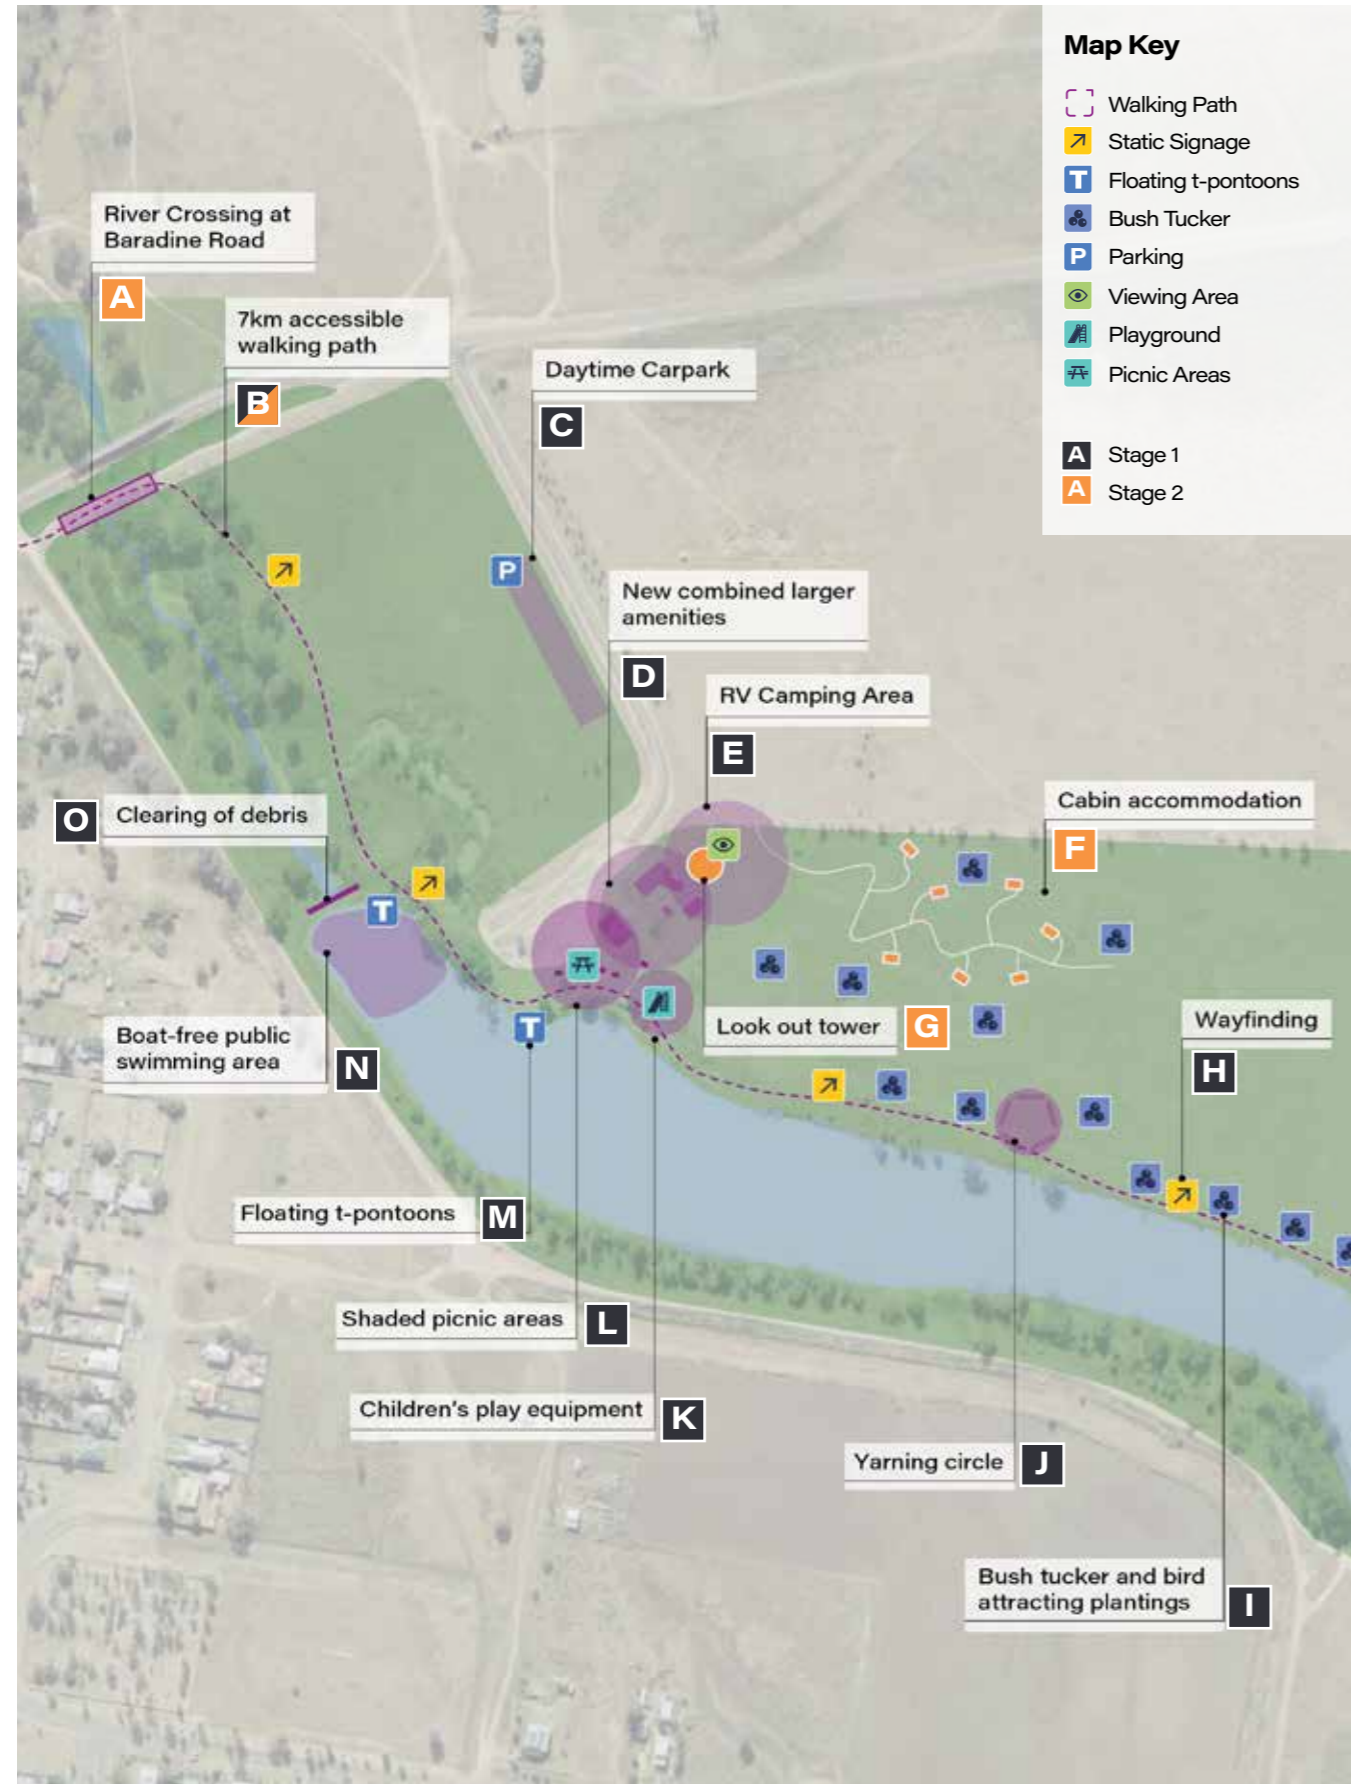 Map Key
Walking Path
Static Signage
T
Floating t-pontoons
Bush Tucker
P
Parking
Viewing Area
Playground
Picnic Areas
A
Stage 1
A
Stage 2
River Crossing at
Baradine Road
A
7km accessible
walking path
B
Daytime Carpark
C
P
New combined larger
amenities
D
RV Camping Area
E
Cabin accommodation
F
O
Clearing of debris
T
Boat-free public
swimming area
N
T
Look out tower
G
Wayfinding
H
Floating t-pontoons
M
Shaded picnic areas
L
Children's play equipment
K
Yarning circle
J
Bush tucker and bird
attracting plantings
I